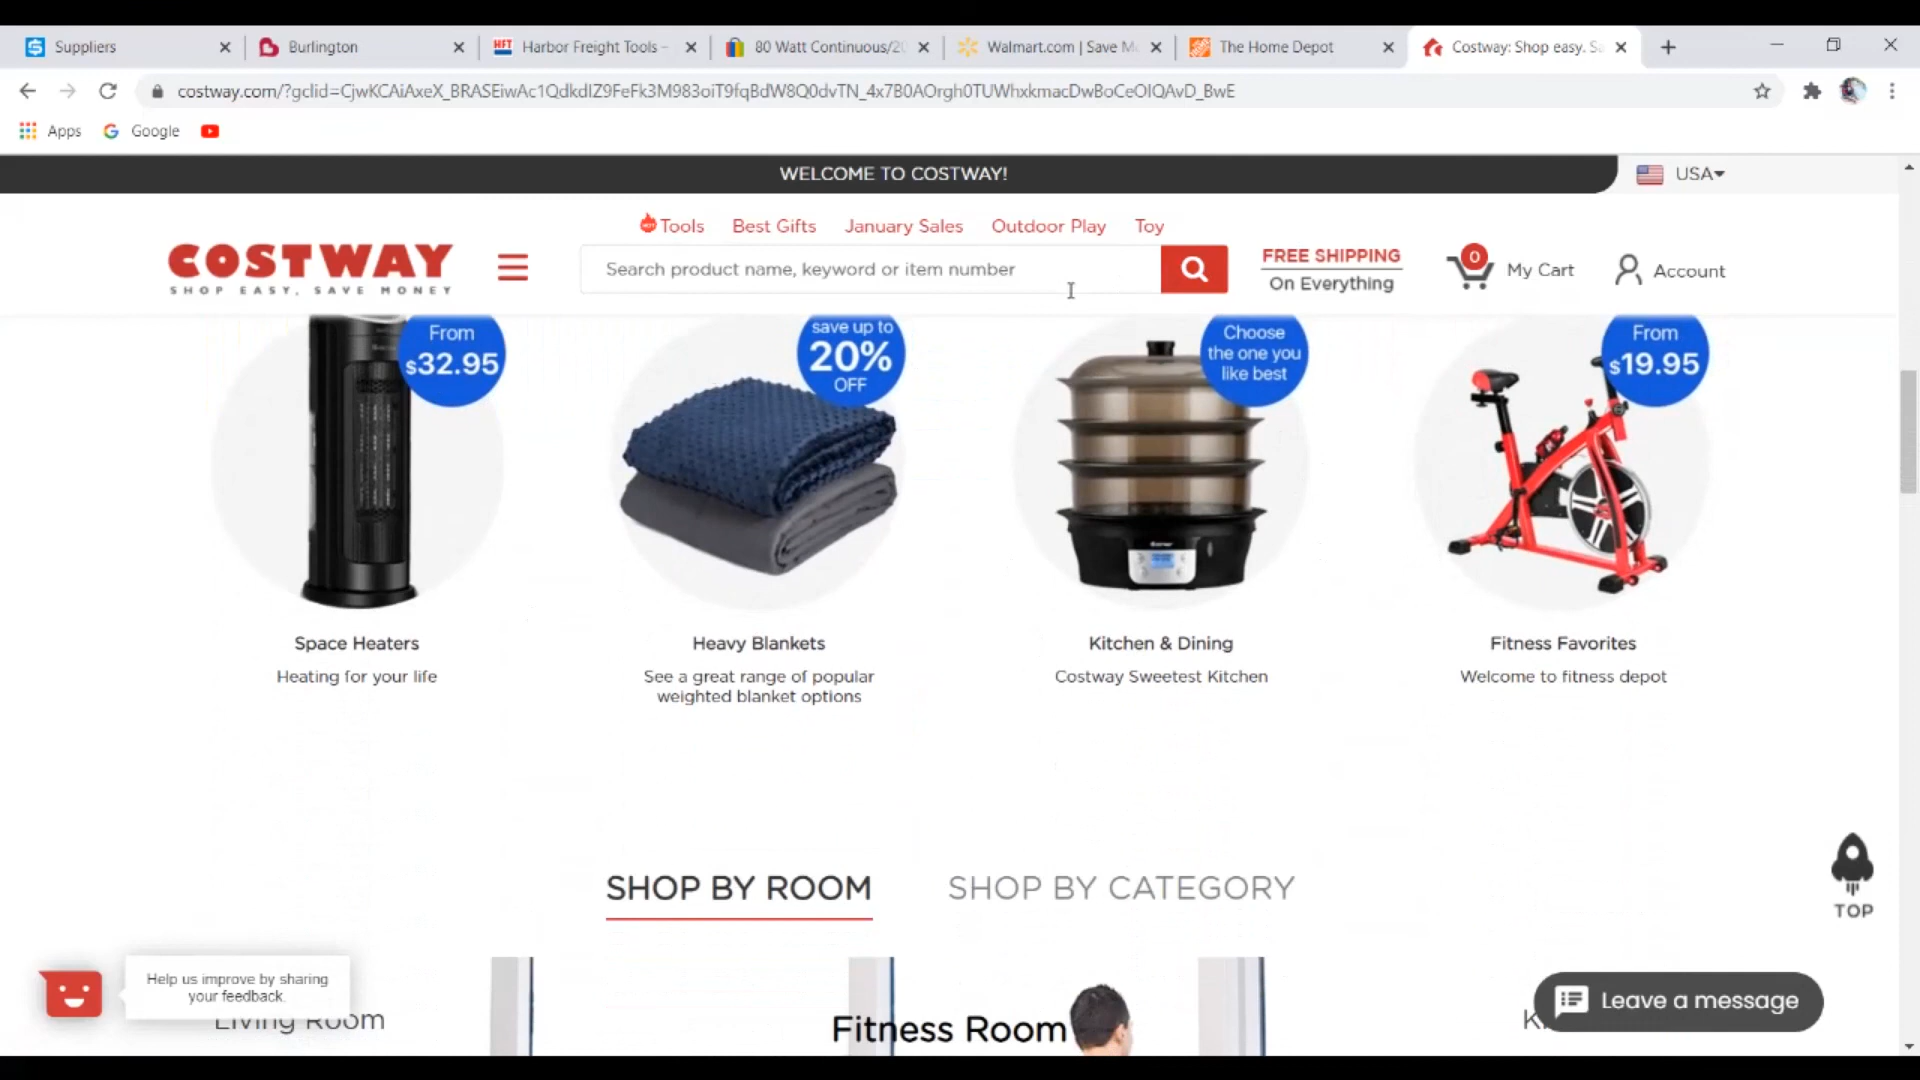 Suppliers
Burlington
HFT Harbor Freight Tools –
80 Watt Continuous/20
Walmart.com | Save Mo
The Home Depot
Costway: Shop easy. Sa
costway.com/?gclid=CjwKCAiAxeX_BRASEiwAc1QdkdIZ9FeFk3M983oiT9fqBdW8Q0dvTN_4x7B0AOrgh0TUWhxkmacDwBoCeOIQAvD_BwE
Apps
Google
WELCOME TO COSTWAY!
USA
HOT Tools
Best Gifts
January Sales
Outdoor Play
Toy
COSTWAY
SHOP EASY, SAVE MONEY
Search product name, keyword or item number
FREE SHIPPING
On Everything
0
My Cart
Account
From
$32.95
save up to
20%
OFF
Choose
the one you
like best
From
$19.95
Space Heaters
Heating for your life
Heavy Blankets
See a great range of popular
weighted blanket options
Kitchen & Dining
Costway Sweetest Kitchen
Fitness Favorites
Welcome to fitness depot
SHOP BY ROOM
SHOP BY CATEGORY
TOP
Help us improve by sharing
your feedback.
Living Room
Fitness Room
Leave a message